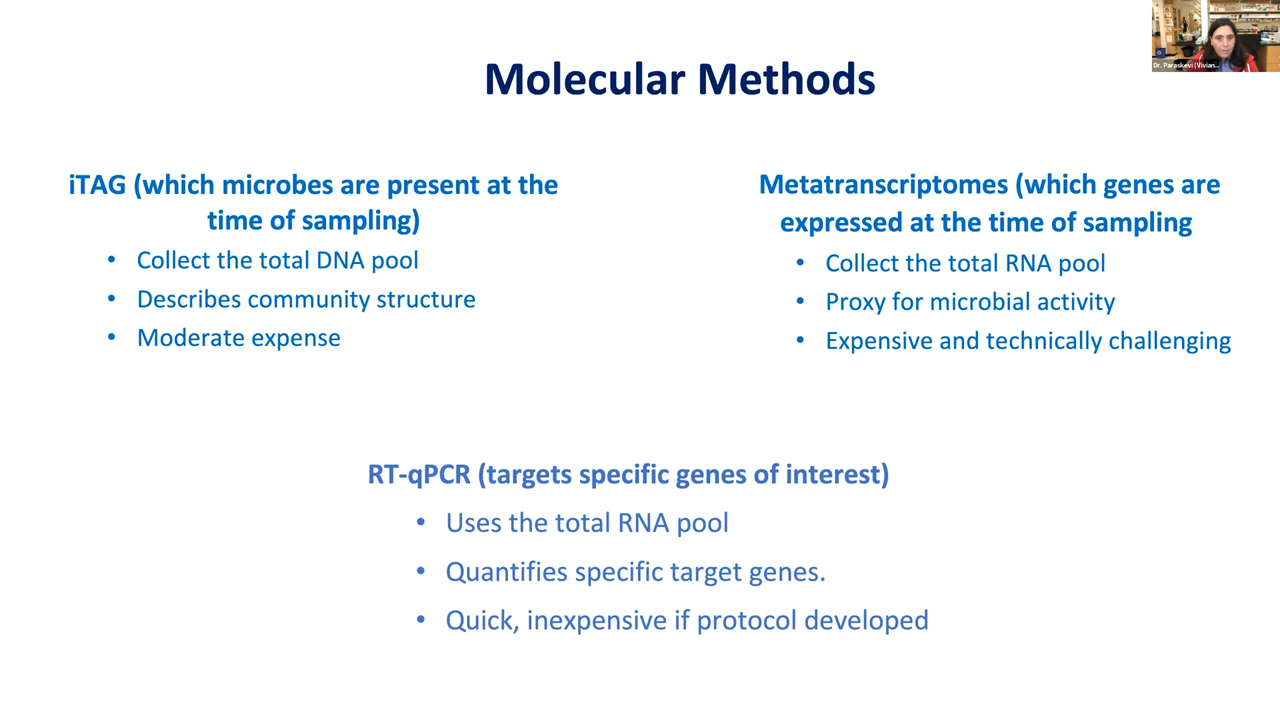 Molecular Methods
Dr. Paraskevi (Vivian...
iTAG (which microbes are present at the
time of sampling)
• Collect the total DNA pool
• Describes community structure
• Moderate expense
Metatranscriptomes (which genes are
expressed at the time of sampling
• Collect the total RNA pool
• Proxy for microbial activity
• Expensive and technically challenging
RT-qPCR (targets specific genes of interest)
• Uses the total RNA pool
• Quantifies specific target genes.
• Quick, inexpensive if protocol developed